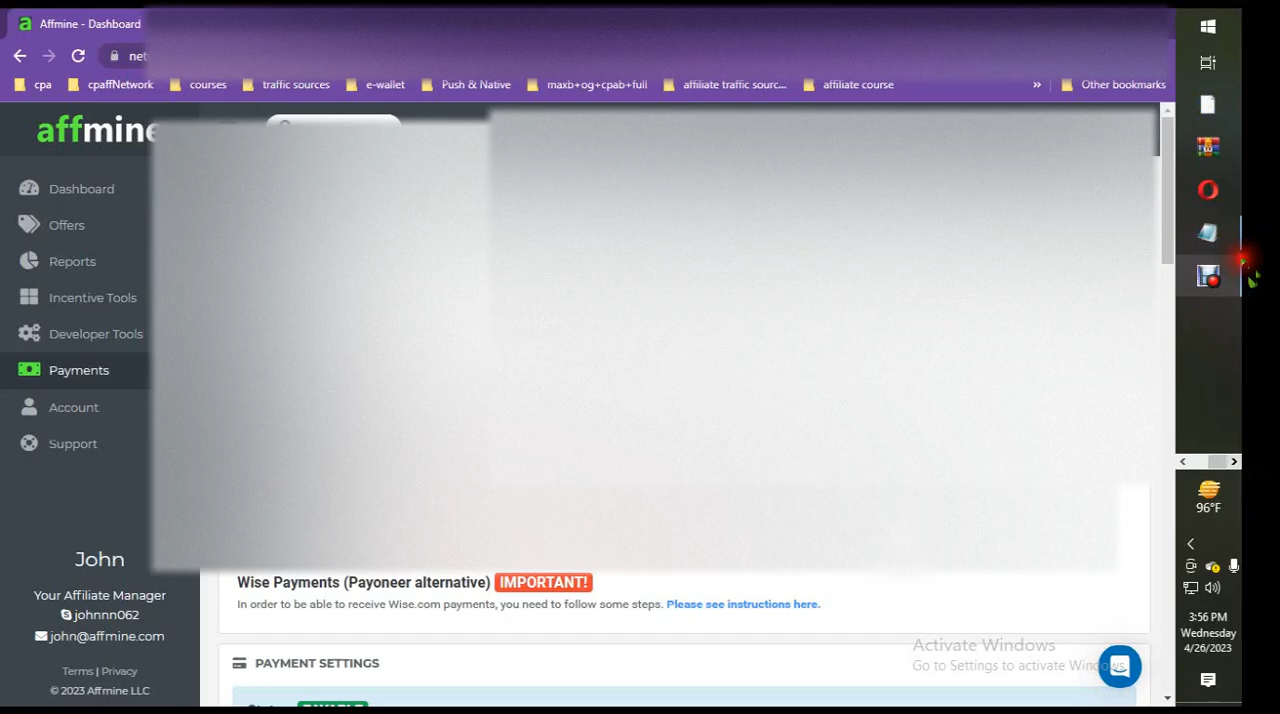 Affmine - Dashboard
net
cpa
cpaffNetwork
courses
traffic sources
e-wallet
Push & Native
maxb+og+cpab+full
affiliate traffic sourc...
affiliate course
»
Other bookmarks
affmine
Dashboard
Offers
Reports
Incentive Tools
Developer Tools
Payments
Account
Support
John
Your Affiliate Manager
johnnn062
john@affmine.com
Terms | Privacy
© 2023 Affmine LLC
Wise Payments (Payoneer alternative) IMPORTANT!
In order to be able to receive Wise.com payments, you need to follow some steps. Please see instructions here.
PAYMENT SETTINGS
Activate Windows
Go to Settings to activate Windows.
96°F
3:56 PM
Wednesday
4/26/2023